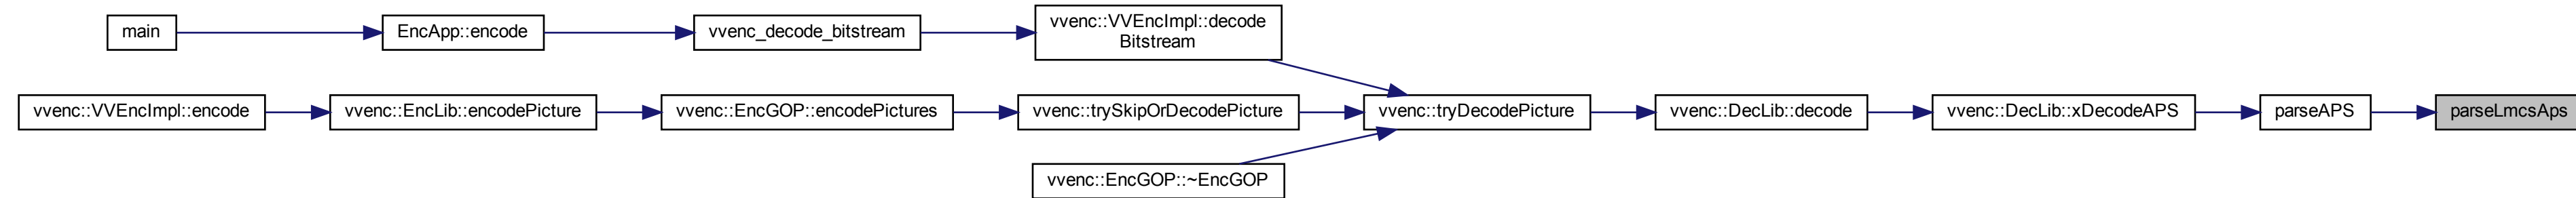 main
EncApp::encode
vvenc_decode_bitstream
vvenc::VVEncImpl::decode
Bitstream
vvenc::VVEncImpl::encode
vvenc::EncLib::encodePicture
vvenc::EncGOP::encodePictures
vvenc::trySkipOrDecodePicture
vvenc::tryDecodePicture
vvenc::DecLib::decode
vvenc::DecLib::xDecodeAPS
parseAPS
parseLmcsAps
vvenc::EncGOP::~EncGOP